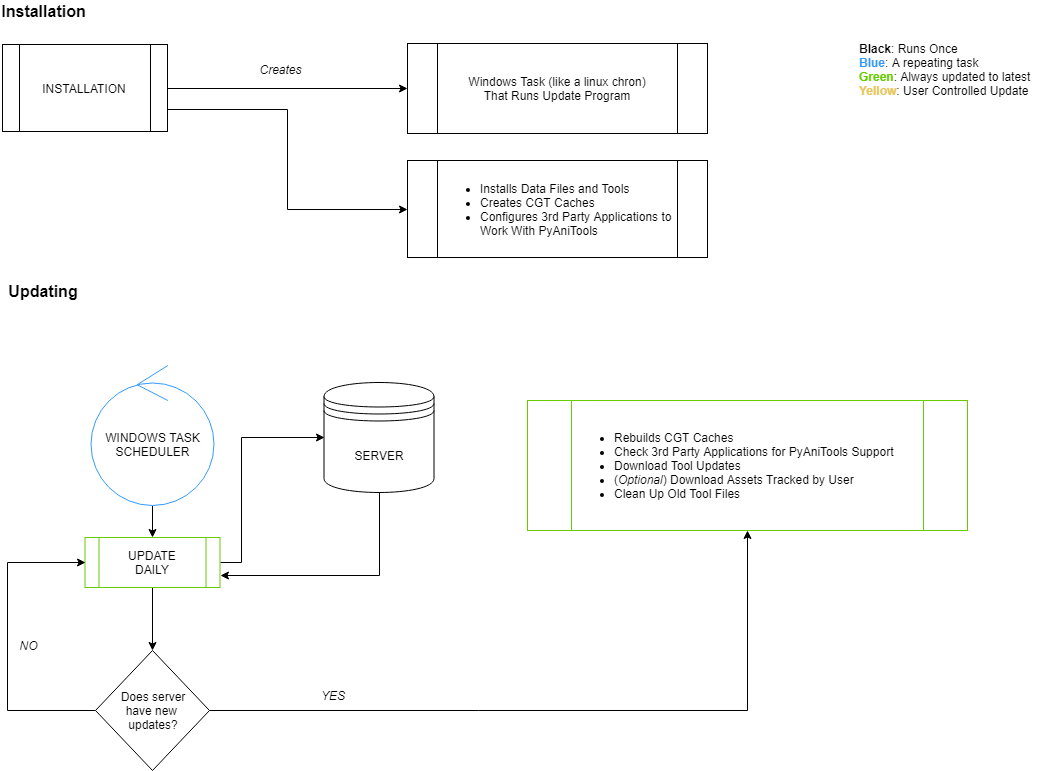 Installation
INSTALLATION
Creates
Windows Task (like a linux chron)
That Runs Update Program
Black: Runs Once
Blue: A repeating task
Green: Always updated to latest
Yellow: User Controlled Update
• Installs Data Files and Tools
• Creates CGT Caches
• Configures 3rd Party Applications to
Work With PyAniTools
Updating
WINDOWS TASK
SCHEDULER
SERVER
• Rebuilds CGT Caches
• Check 3rd Party Applications for PyAniTools Support
• Download Tool Updates
• (Optional) Download Assets Tracked by User
• Clean Up Old Tool Files
UPDATE
DAILY
NO
YES
Does server
have new
updates?